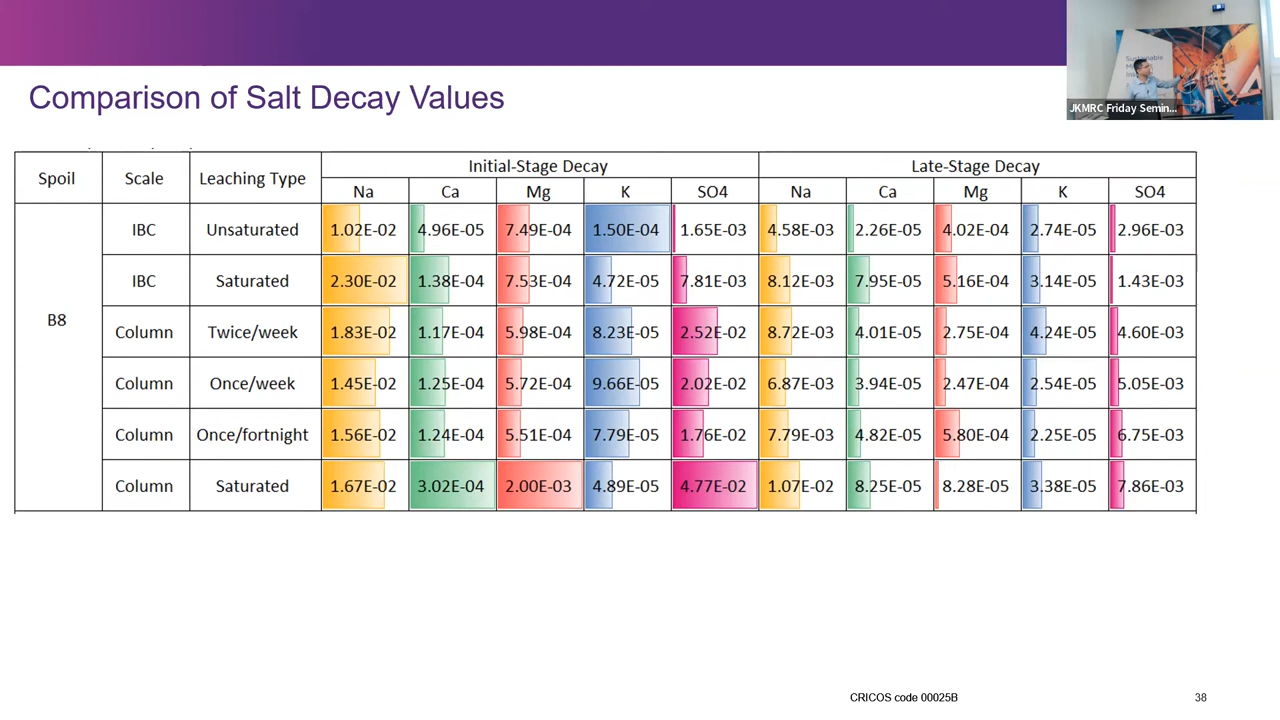 Sustainable
JKMRC Friday Semin...
Comparison of Salt Decay Values
Spoil Scale Leaching Type Initial-Stage Decay Late-Stage Decay
Na Ca Mg K SO4 Na Ca Mg K SO4
B8
IBC Unsaturated 1.02E-02 4.96E-05 7.49E-04 1.50E-04 1.65E-03 4.58E-03 2.26E-05 4.02E-04 2.74E-05 2.96E-03
IBC Saturated 2.30E-02 1.38E-04 7.53E-04 4.72E-05 7.81E-03 8.12E-03 7.95E-05 5.16E-04 3.14E-05 1.43E-03
Column Twice/week 1.83E-02 1.17E-04 5.98E-04 8.23E-05 2.52E-02 8.72E-03 4.01E-05 2.75E-04 4.24E-05 4.60E-03
Column Once/week 1.45E-02 1.25E-04 5.72E-04 9.66E-05 2.02E-02 6.87E-03 3.94E-05 2.47E-04 2.54E-05 5.05E-03
Column Once/fortnight 1.56E-02 1.24E-04 5.51E-04 7.79E-05 1.76E-02 7.79E-03 4.82E-05 5.80E-04 2.25E-05 6.75E-03
Column Saturated 1.67E-02 3.02E-04 2.00E-03 4.89E-05 4.77E-02 1.07E-02 8.25E-05 8.28E-05 3.38E-05 7.86E-03
CRICOS code 00025B
38